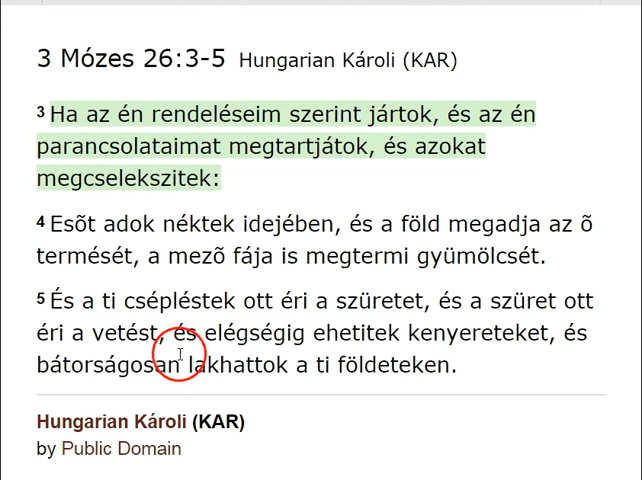 3 Mózes 26:3-5 Hungarian Károli (KAR)
3 Ha az én rendeléseim szerint jártok, és az én
parancsolataimat megtartjátok, és azokat
megcselekszitek:
4 Esõt adok néktek idejében, és a föld megadja az õ
termését, a mezõ fája is megtermi gyümölcsét.
5 És a ti csépléstek ott éri a szüretet, és a szüret ott
éri a vetést, és elégségig ehetitek kenyereteket, és
bátorságosan lakhattok a ti földeteken.
Hungarian Károli (KAR)
by Public Domain